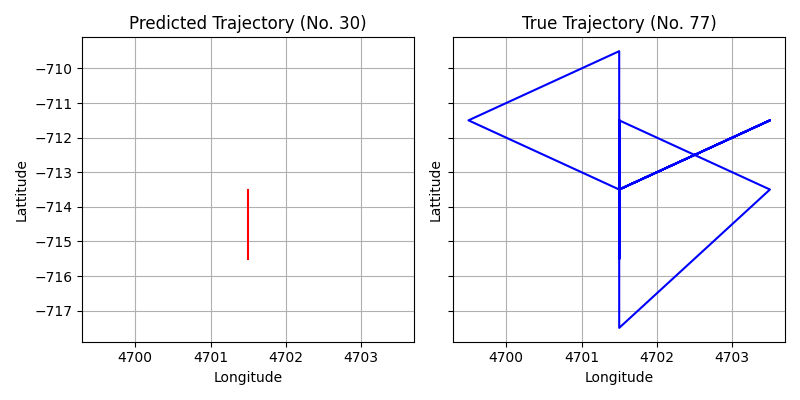 Predicted Trajectory (No. 30)
Lattitude
−710
−711
−712
−713
−714
−715
−716
−717
4700 4701 4702 4703
Longitude
True Trajectory (No. 77)
Lattitude
4700 4701 4702 4703
Longitude